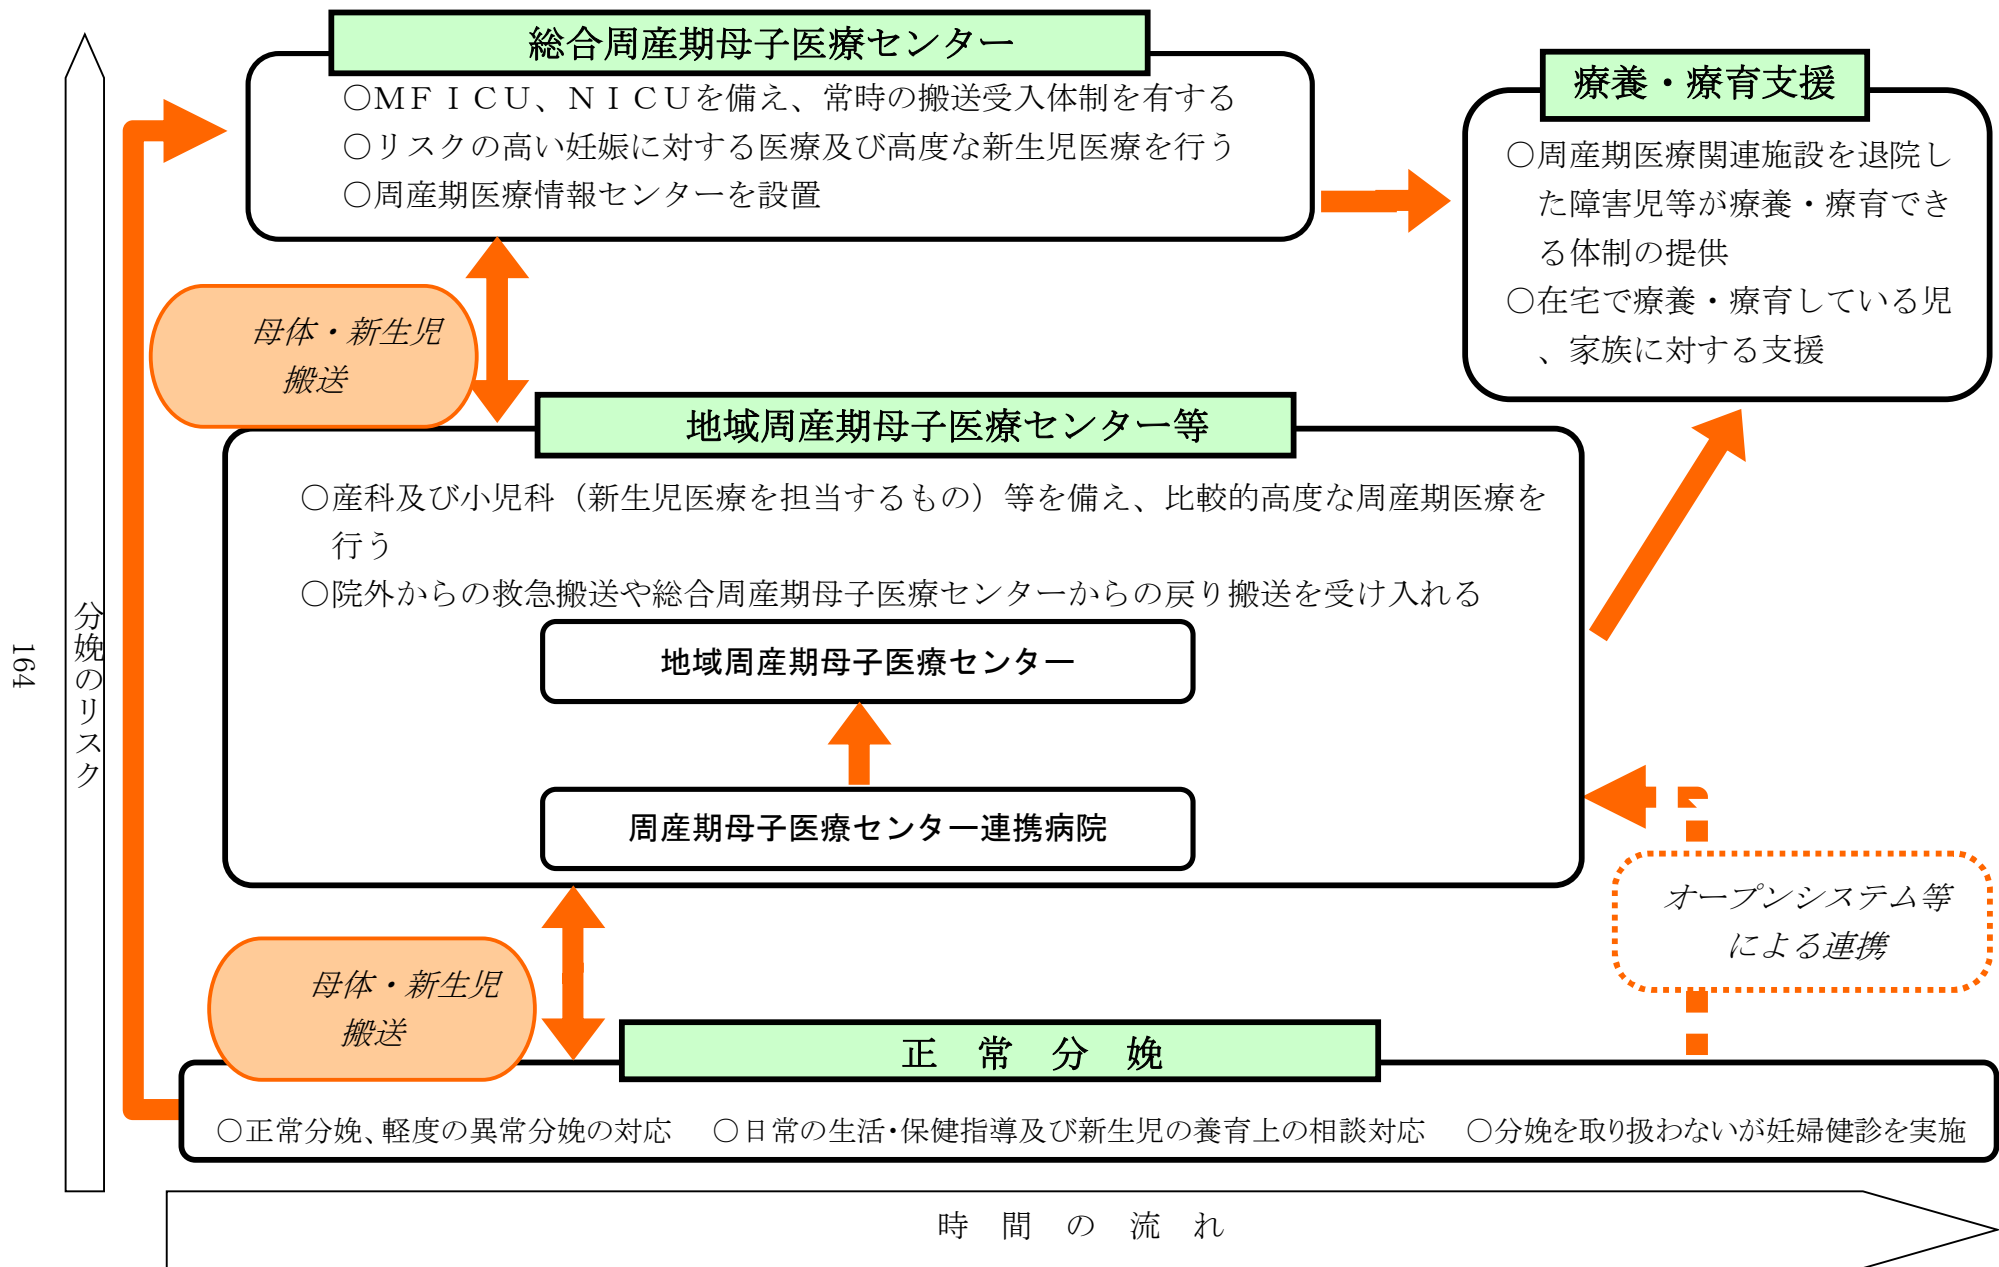 総合周産期母子医療センター
○ＭＦＩＣＵ、ＮＩＣＵを備え、常時の搬送受入体制を有する
○リスクの高い妊娠に対する医療及び高度な新生児医療を行う
○周産期医療情報センターを設置
療養・療育支援
○周産期医療関連施設を退院し
た障害児等が療養・療育でき
る体制の提供
○在宅で療養・療育している児
、家族に対する支援
母体・新生児
搬送
地域周産期母子医療センター等
○産科及び小児科（新生児医療を担当するもの）等を備え、比較的高度な周産期医療を
行う
○院外からの救急搬送や総合周産期母子医療センターからの戻り搬送を受け入れる
地域周産期母子医療センター
周産期母子医療センター連携病院
オープンシステム等
による連携
母体・新生児
搬送
正　常　分　娩
○正常分娩、軽度の異常分娩の対応　○日常の生活・保健指導及び新生児の養育上の相談対応　○分娩を取り扱わないが妊婦健診を実施
分娩のリスク
時　間　の　流　れ
164